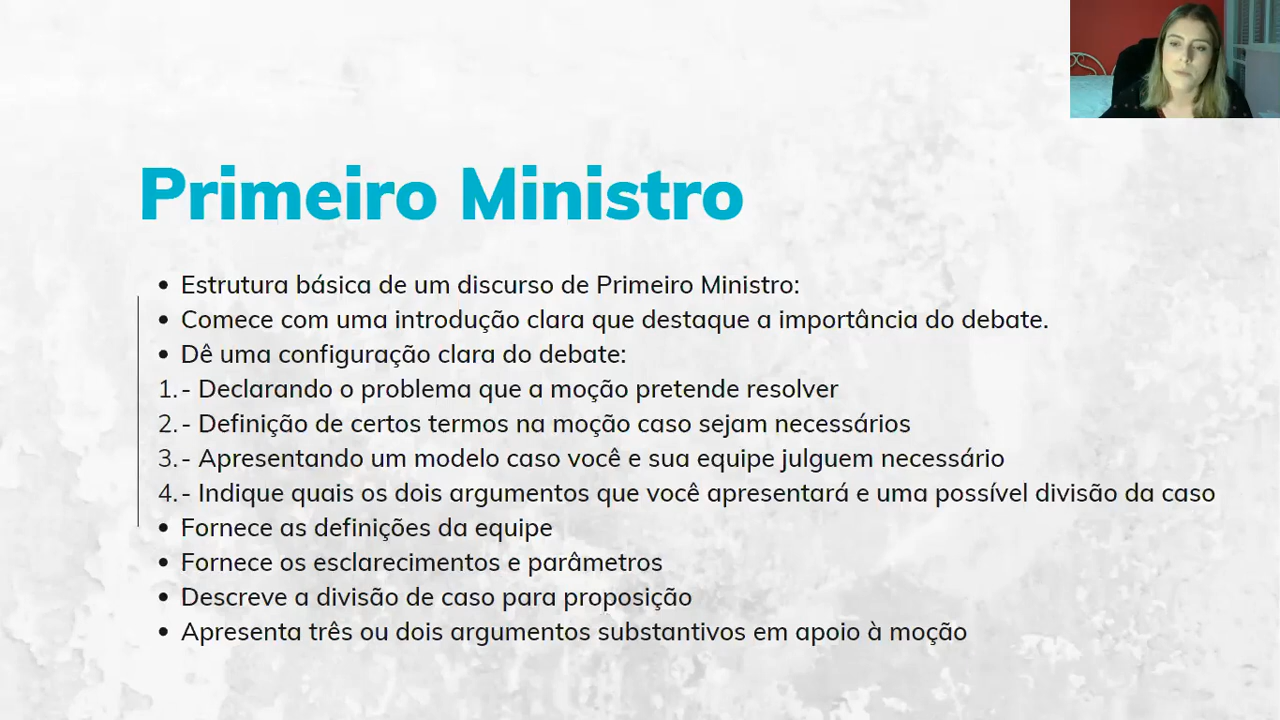 Primeiro Ministro
• Estrutura básica de um discurso de Primeiro Ministro:
• Comece com uma introdução clara que destaque a importância do debate.
• Dê uma configuração clara do debate:
1.- Declarando o problema que a moção pretende resolver
2.- Definição de certos termos na moção caso sejam necessários
3.- Apresentando um modelo caso você e sua equipe julguem necessário
4.- Indique quais os dois argumentos que você apresentará e uma possível divisão da caso
• Fornece as definições da equipe
• Fornece os esclarecimentos e parâmetros
• Descreve a divisão de caso para proposição
• Apresenta três ou dois argumentos substantivos em apoio à moção